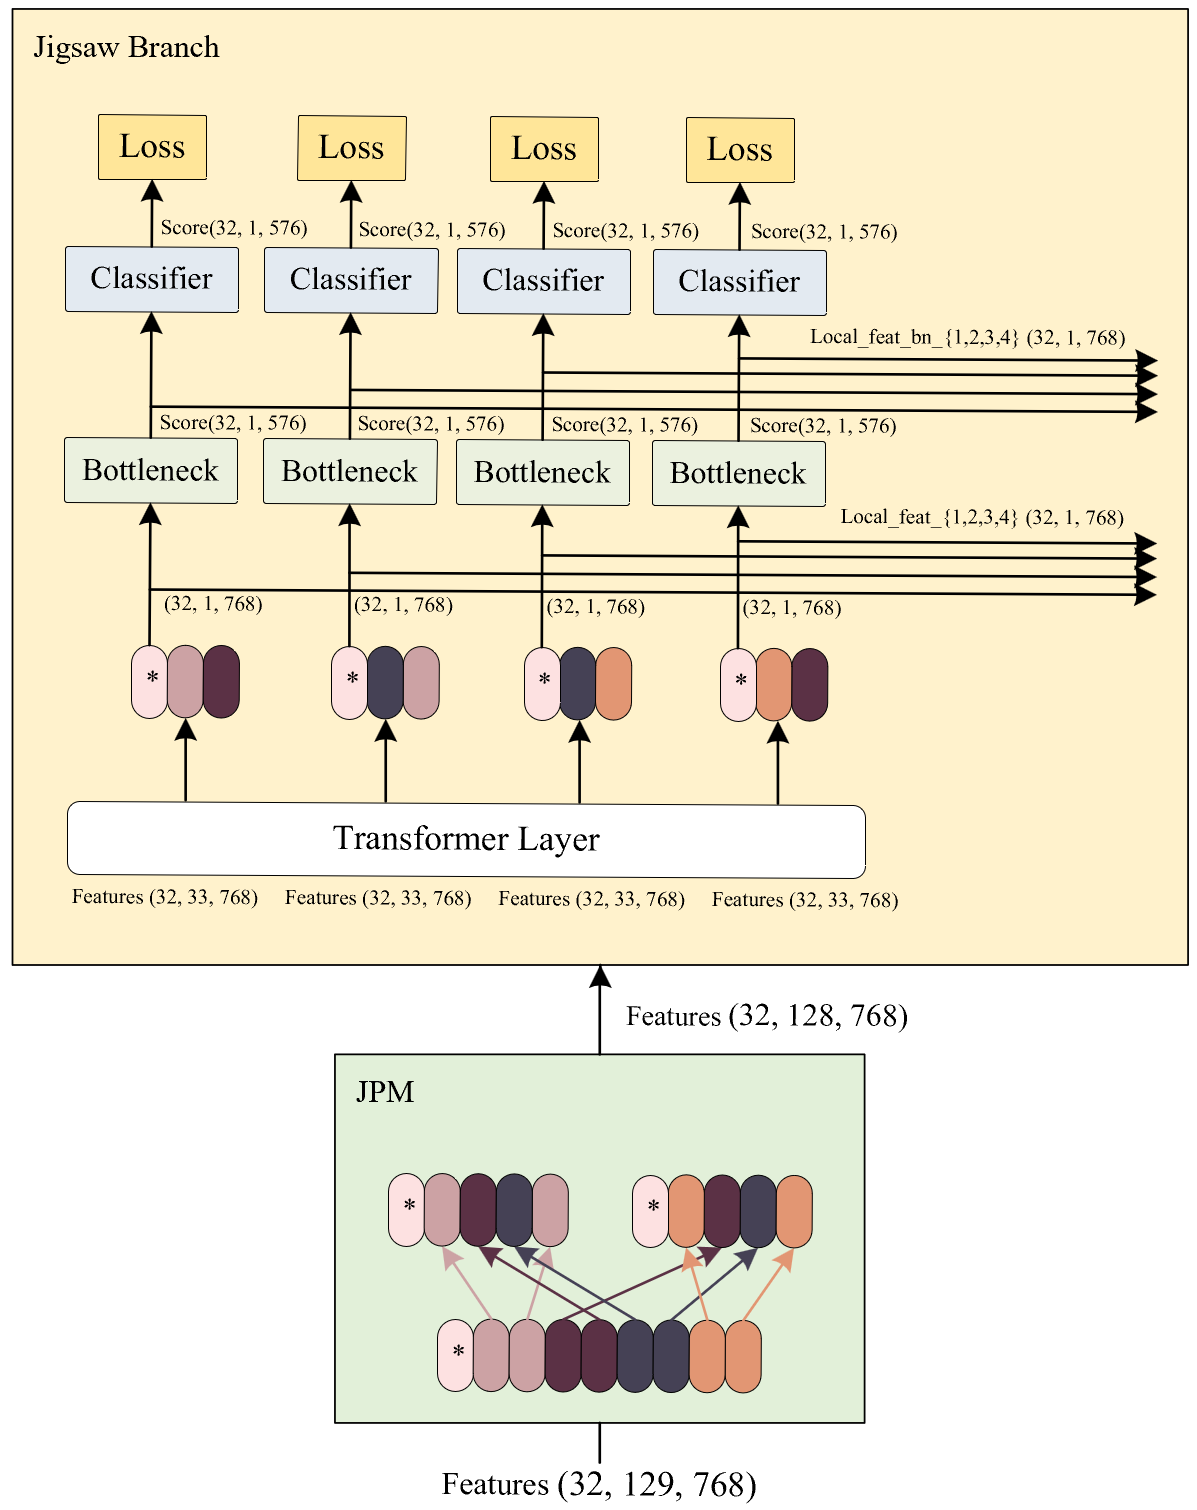 Jigsaw Branch
Loss Loss Loss Loss
Score(32, 1, 576) Score(32, 1, 576) Score(32, 1, 576) Score(32, 1, 576)
Classifier Classifier Classifier Classifier
Local_feat_bn_{1,2,3,4} (32, 1, 768)
Score(32, 1, 576) Score(32, 1, 576) Score(32, 1, 576) Score(32, 1, 576)
Bottleneck Bottleneck Bottleneck Bottleneck
Local_feat_{1,2,3,4} (32, 1, 768)
(32, 1, 768) (32, 1, 768) (32, 1, 768) (32, 1, 768)
* * * *
Transformer Layer
Features (32, 33, 768) Features (32, 33, 768) Features (32, 33, 768) Features (32, 33, 768)
Features (32, 128, 768)
JPM
* *
*
Features (32, 129, 768)